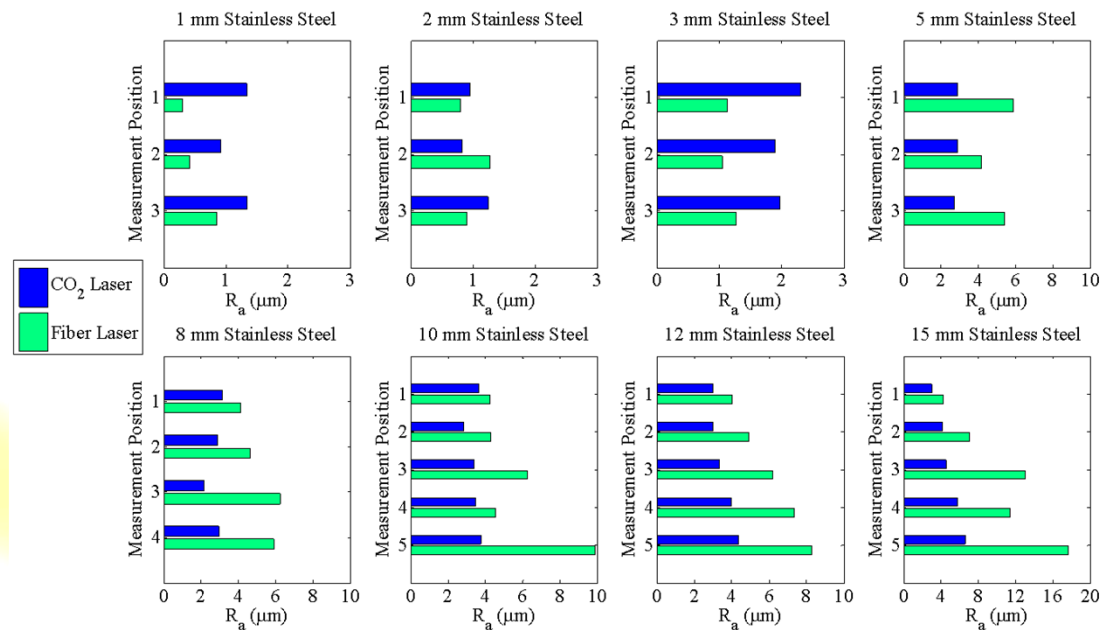 1 mm Stainless Steel
Measurement Position
1
2
3
0 1 2 3
Rₐ (μm)
2 mm Stainless Steel
Measurement Position
1
2
3
0 1 2 3
Rₐ (μm)
3 mm Stainless Steel
Measurement Position
1
2
3
0 1 2 3
Rₐ (μm)
5 mm Stainless Steel
Measurement Position
1
2
3
0 2 4 6 8 10
Rₐ (μm)
CO₂ Laser
Fiber Laser
8 mm Stainless Steel
Measurement Position
1
2
3
4
0 2 4 6 8 10
Rₐ (μm)
10 mm Stainless Steel
Measurement Position
1
2
3
4
5
0 2 4 6 8 10
Rₐ (μm)
12 mm Stainless Steel
Measurement Position
1
2
3
4
5
0 2 4 6 8 10
Rₐ (μm)
15 mm Stainless Steel
Measurement Position
1
2
3
4
5
0 4 8 12 16 20
Rₐ (μm)